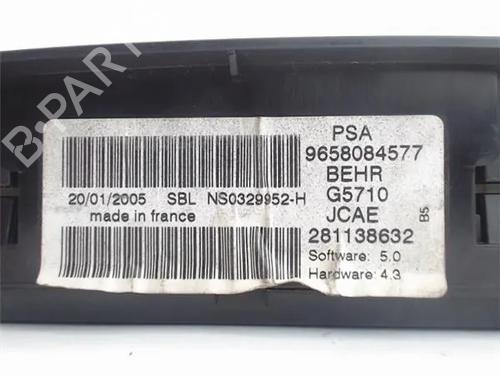 B-PARTS
PSA
9658084577
BEHR
G5710
JCAE
281138632
Software: 5.0
Hardware: 4.3
B5
20/01/2005 SBL NS0329952-H
made in france